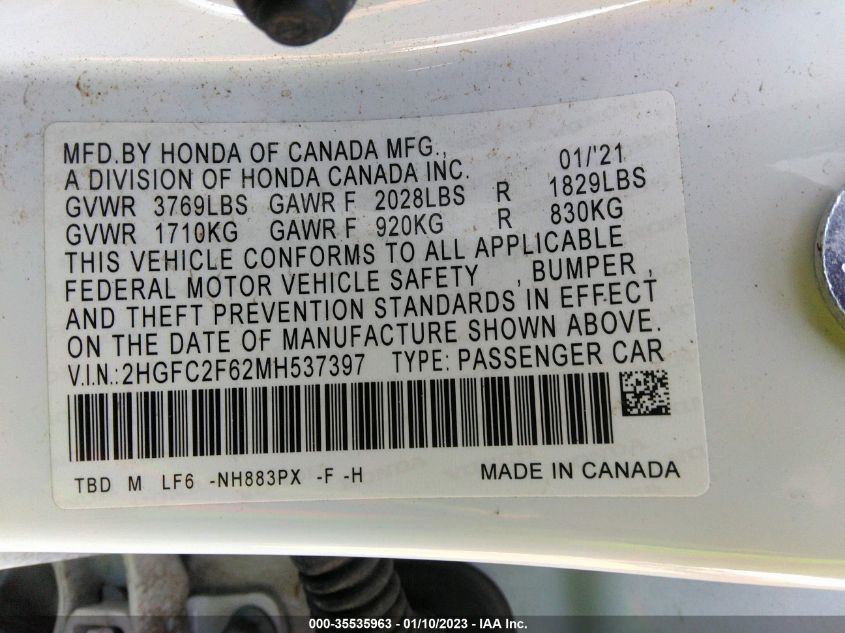 MFD.BY HONDA OF CANADA MFG., 01/'21
A DIVISION OF HONDA CANADA INC.
GVWR 3769LBS GAWR F 2028LBS R 1829LBS
GVWR 1710KG GAWR F 920KG R 830KG
THIS VEHICLE CONFORMS TO ALL APPLICABLE
FEDERAL MOTOR VEHICLE SAFETY , BUMPER ,
AND THEFT PREVENTION STANDARDS IN EFFECT
ON THE DATE OF MANUFACTURE SHOWN ABOVE.
V.I.N.:2HGFC2F62MH537397 TYPE: PASSENGER CAR
TBD M LF6 -NH883PX -F -H MADE IN CANADA
000-35535963 - 01/10/2023 - IAA Inc.